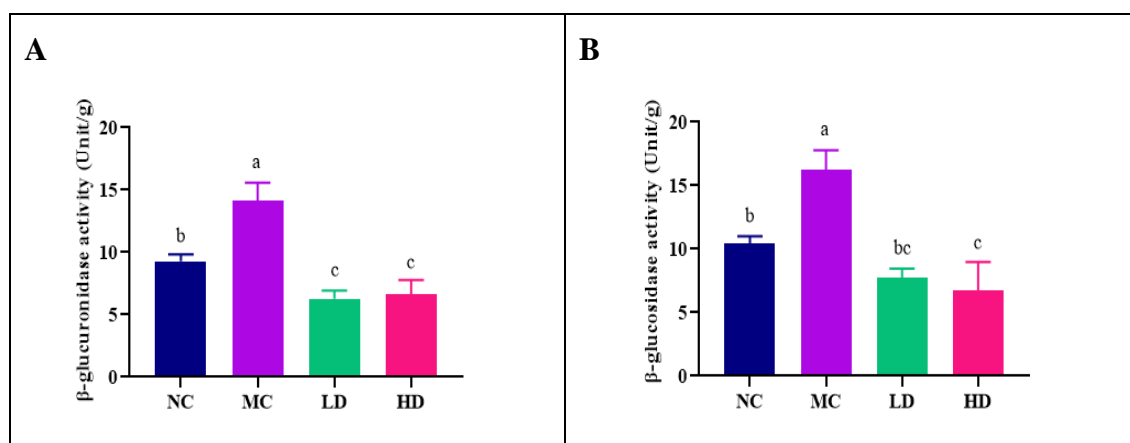 A
β-glucuronidase activity (Unit/g)
20
15
10
5
0
a
b
c
c
NC MC LD HD
B
β-glucosidase activity (Unit/g)
20
15
10
5
0
a
b
bc
c
NC MC LD HD